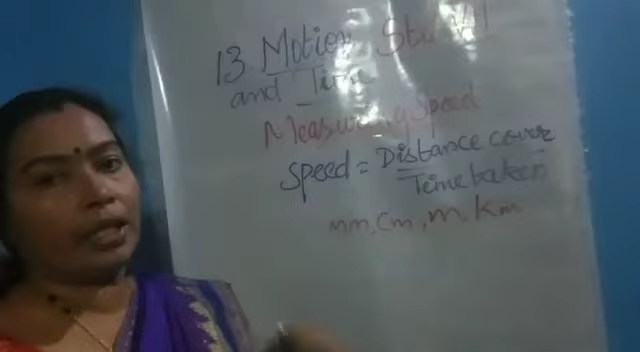 13. Motion
and Time
Measuring speed
Speed = Distance cover
Time taken
mm, Cm, m, Km